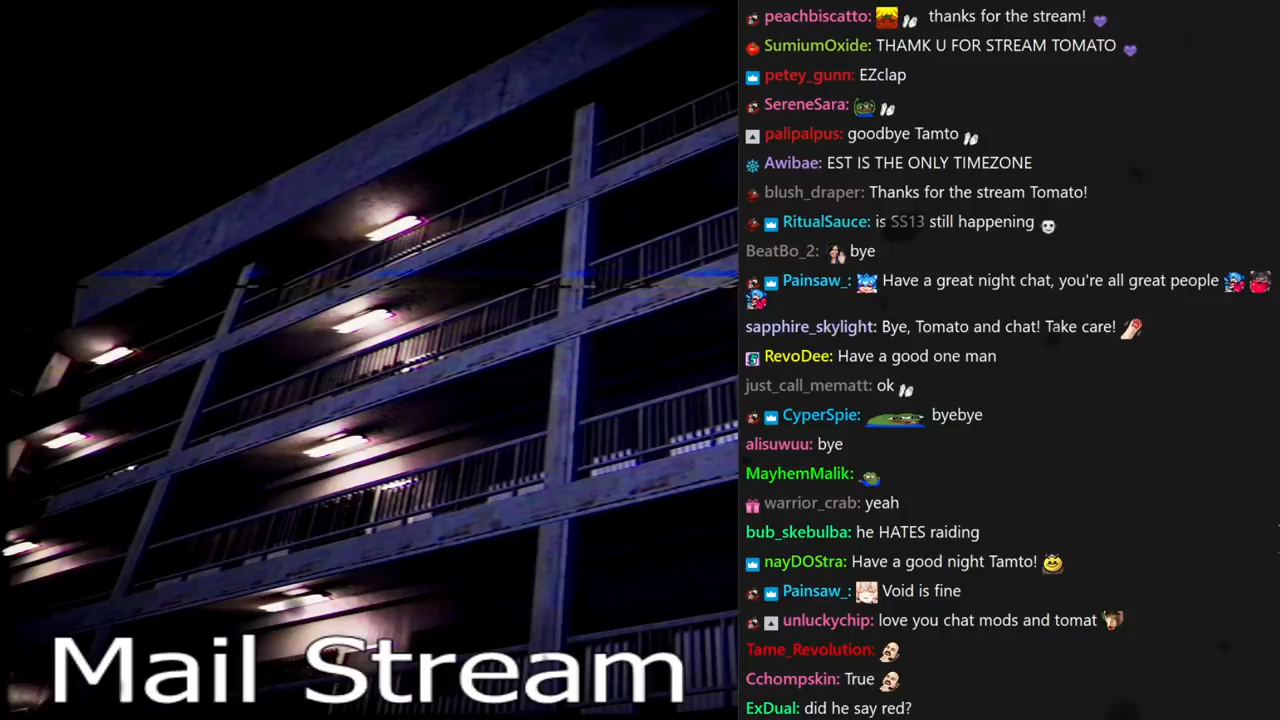 peachbiscatto: thanks for the stream!
SumiumOxide: THAMK U FOR STREAM TOMATO
petey_gunn: EZclap
SereneSara:
palipalpus: goodbye Tamto
Awibae: EST IS THE ONLY TIMEZONE
blush_draper: Thanks for the stream Tomato!
RitualSauce: is SS13 still happening
BeatBo_2: bye
Painsaw_: Have a great night chat, you're all great people
sapphire_skylight: Bye, Tomato and chat! Take care!
RevoDee: Have a good one man
just_call_mematt: ok
CyperSpie: byebye
alisuwuu: bye
MayhemMalik:
warrior_crab: yeah
bub_skebulba: he HATES raiding
nayDOStra: Have a good night Tamto!
Painsaw_: Void is fine
unluckychip: love you chat mods and tomat
Tame_Revolution:
Cchompskin: True
ExDual: did he say red?
Mail Stream